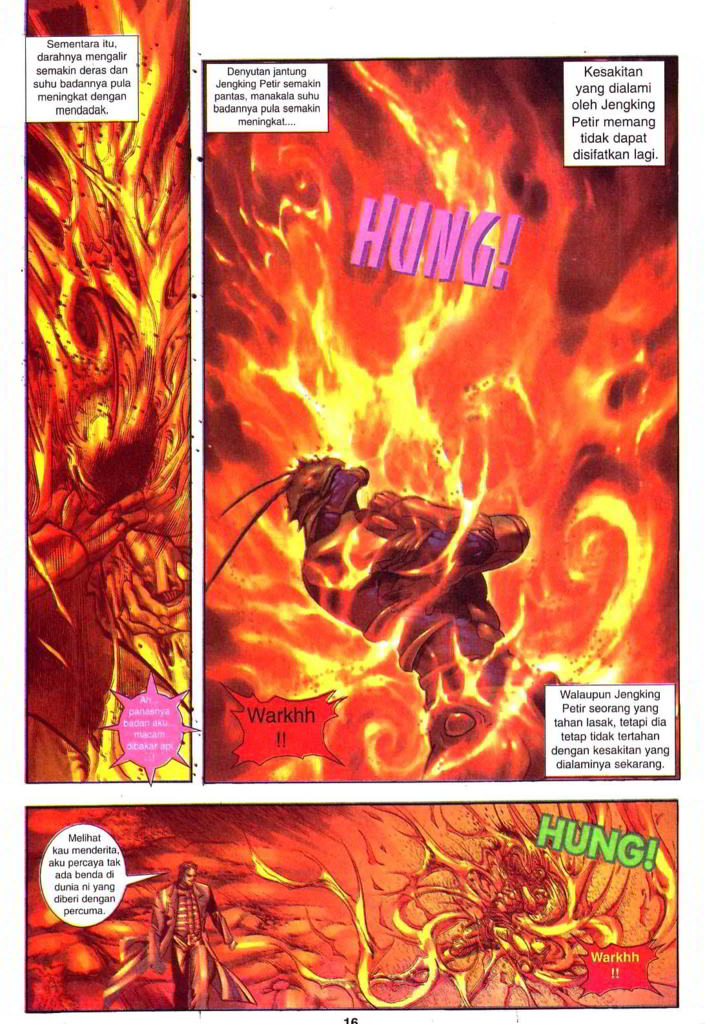 Sementara itu,
darahnya mengalir
semakin deras dan
suhu badannya pula
meningkat dengan
mendadak.
Ah...
panasnya
badan aku...
macam
dibakar api...
Denyutan jantung
Jengking Petir semakin
pantas, manakala suhu
badannya pula semakin
meningkat....
Kesakitan
yang dialami
oleh Jengking
Petir memang
tidak dapat
disifatkan lagi.
HUNG!
Warkhh
!!
Walaupun Jengking
Petir seorang yang
tahan lasak, tetapi dia
tetap tidak tertahan
dengan kesakitan yang
dialaminya sekarang.
Melihat
kau menderita,
aku percaya tak
ada benda di
dunia ni yang
diberi dengan
percuma.
HUNG!
Warkhh
!!
16